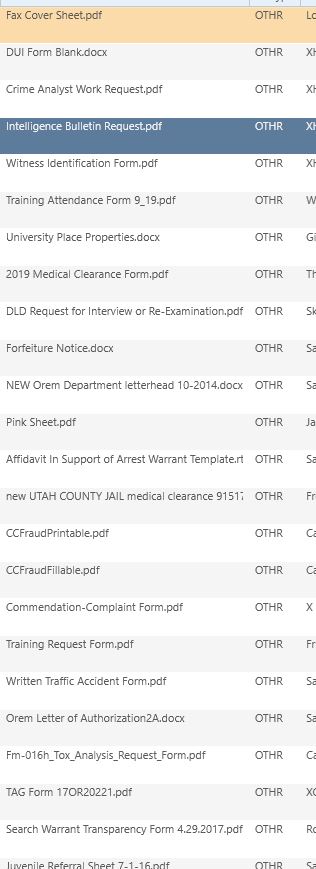 Fax Cover Sheet.pdf OTHR Lo
DUI Form Blank.docx OTHR XH
Crime Analyst Work Request.pdf OTHR XH
Intelligence Bulletin Request.pdf OTHR XH
Witness Identification Form.pdf OTHR XH
Training Attendance Form 9_19.pdf OTHR W
University Place Properties.docx OTHR Gi
2019 Medical Clearance Form.pdf OTHR Th
DLD Request for Interview or Re-Examination.pdf OTHR Sk
Forfeiture Notice.docx OTHR Sa
NEW Orem Department letterhead 10-2014.docx OTHR Sa
Pink Sheet.pdf OTHR Ja
Affidavit In Support of Arrest Warrant Template.rt OTHR Sa
new UTAH COUNTY JAIL medical clearance 91517 OTHR Fr
CCFraudPrintable.pdf OTHR Ca
CCFraudFillable.pdf OTHR Ca
Commendation-Complaint Form.pdf OTHR X
Training Request Form.pdf OTHR Fr
Written Traffic Accident Form.pdf OTHR Sa
Orem Letter of Authorization2A.docx OTHR Sa
Fm-016h_Tox_Analysis_Request_Form.pdf OTHR Ca
TAG Form 17OR20221.pdf OTHR XC
Search Warrant Transparency Form 4.29.2017.pdf OTHR Ro
Juvenile Referral Sheet 7-1-16.pdf OTHR Sa